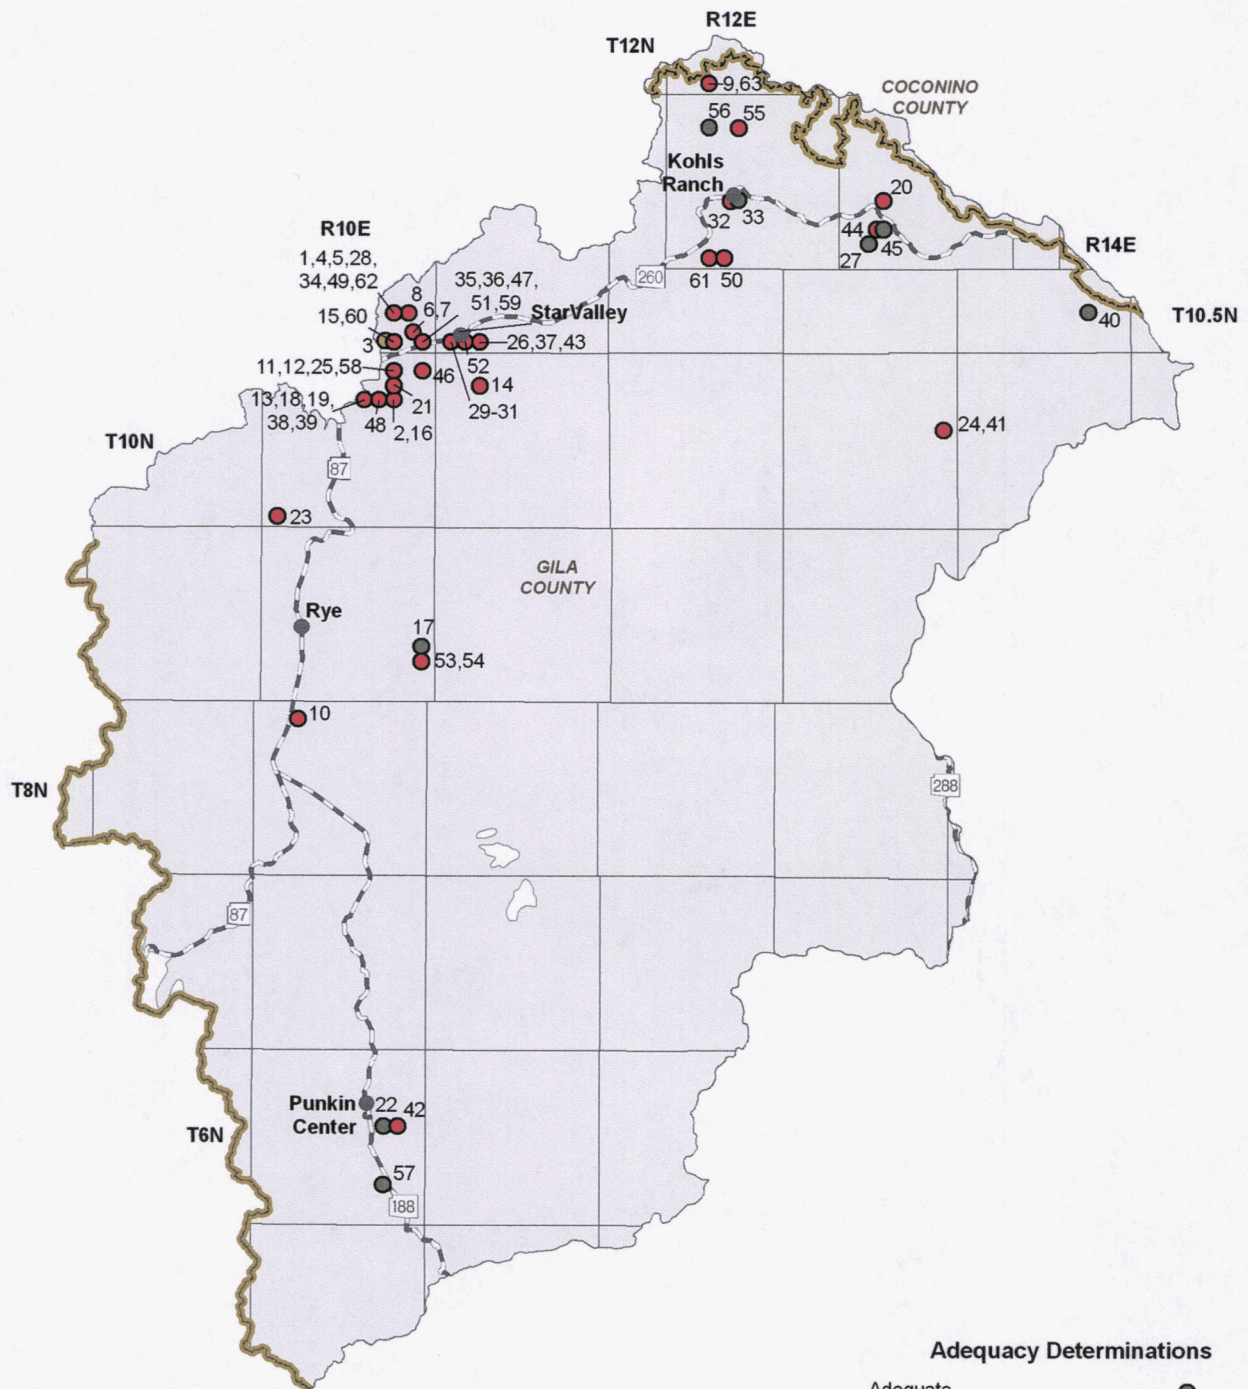 R12E
T12N
9,63
COCONINO
COUNTY
56
55
Kohls
Ranch
20
32
33
44
45
27
R10E
R14E
1,4,5,28,
34,49,62
8
6,7
35,36,47,
51,59
260
61
50
StarValley
40
T10.5N
15,60
3
26,37,43
52
11,12,25,58
46
14
29-31
13,18,19,
38,39
48
21
2,16
24,41
T10N
87
23
GILA
COUNTY
Rye
17
53,54
10
T8N
288
87
Punkin
Center
22
42
T6N
57
188
Adequacy Determinations
Adequate